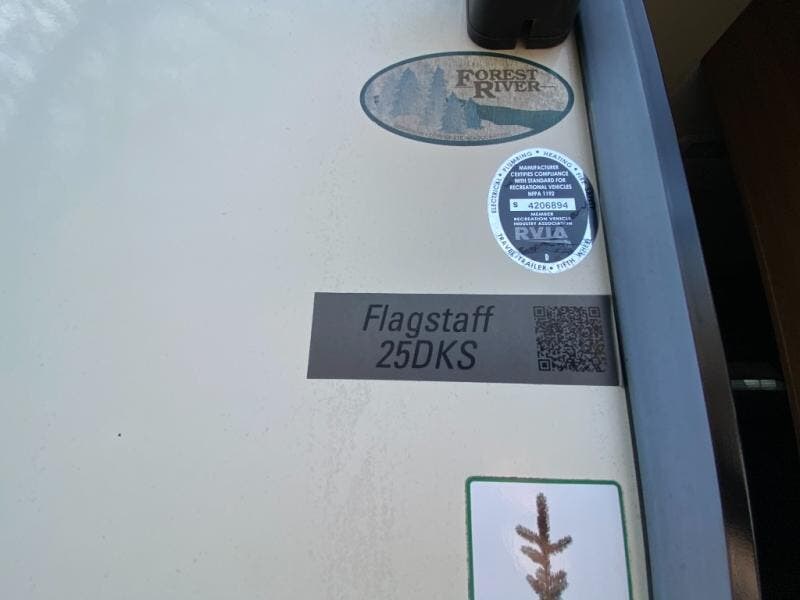 FOREST
RIVER
ELECTRICAL • PLUMBING • HEATING •
MANUFACTURER
CERTIFIES COMPLIANCE
WITH STANDARD FOR
RECREATIONAL VEHICLES
NFPA 1192
S 4206894
MEMBER
RECREATION VEHICLE
INDUSTRY ASSOCIATION
RVIA
D
TRAVEL TRAILER • FIFTH WHEEL
Flagstaff
25DKS